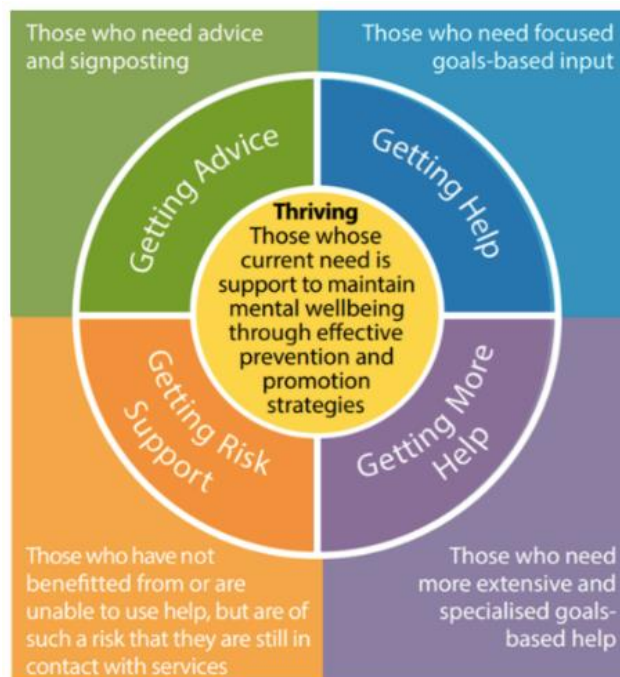 Those who need advice
and signposting
Those who need focused
goals-based input
Getting Advice
Getting Help
Thriving
Those whose
current need is
support to maintain
mental wellbeing
through effective
prevention and
promotion
strategies
Getting Risk
Support
Getting More
Help
Those who have not
benefitted from or are
unable to use help, but are of
such a risk that they are still in
contact with services
Those who need
more extensive and
specialised goals-
based help